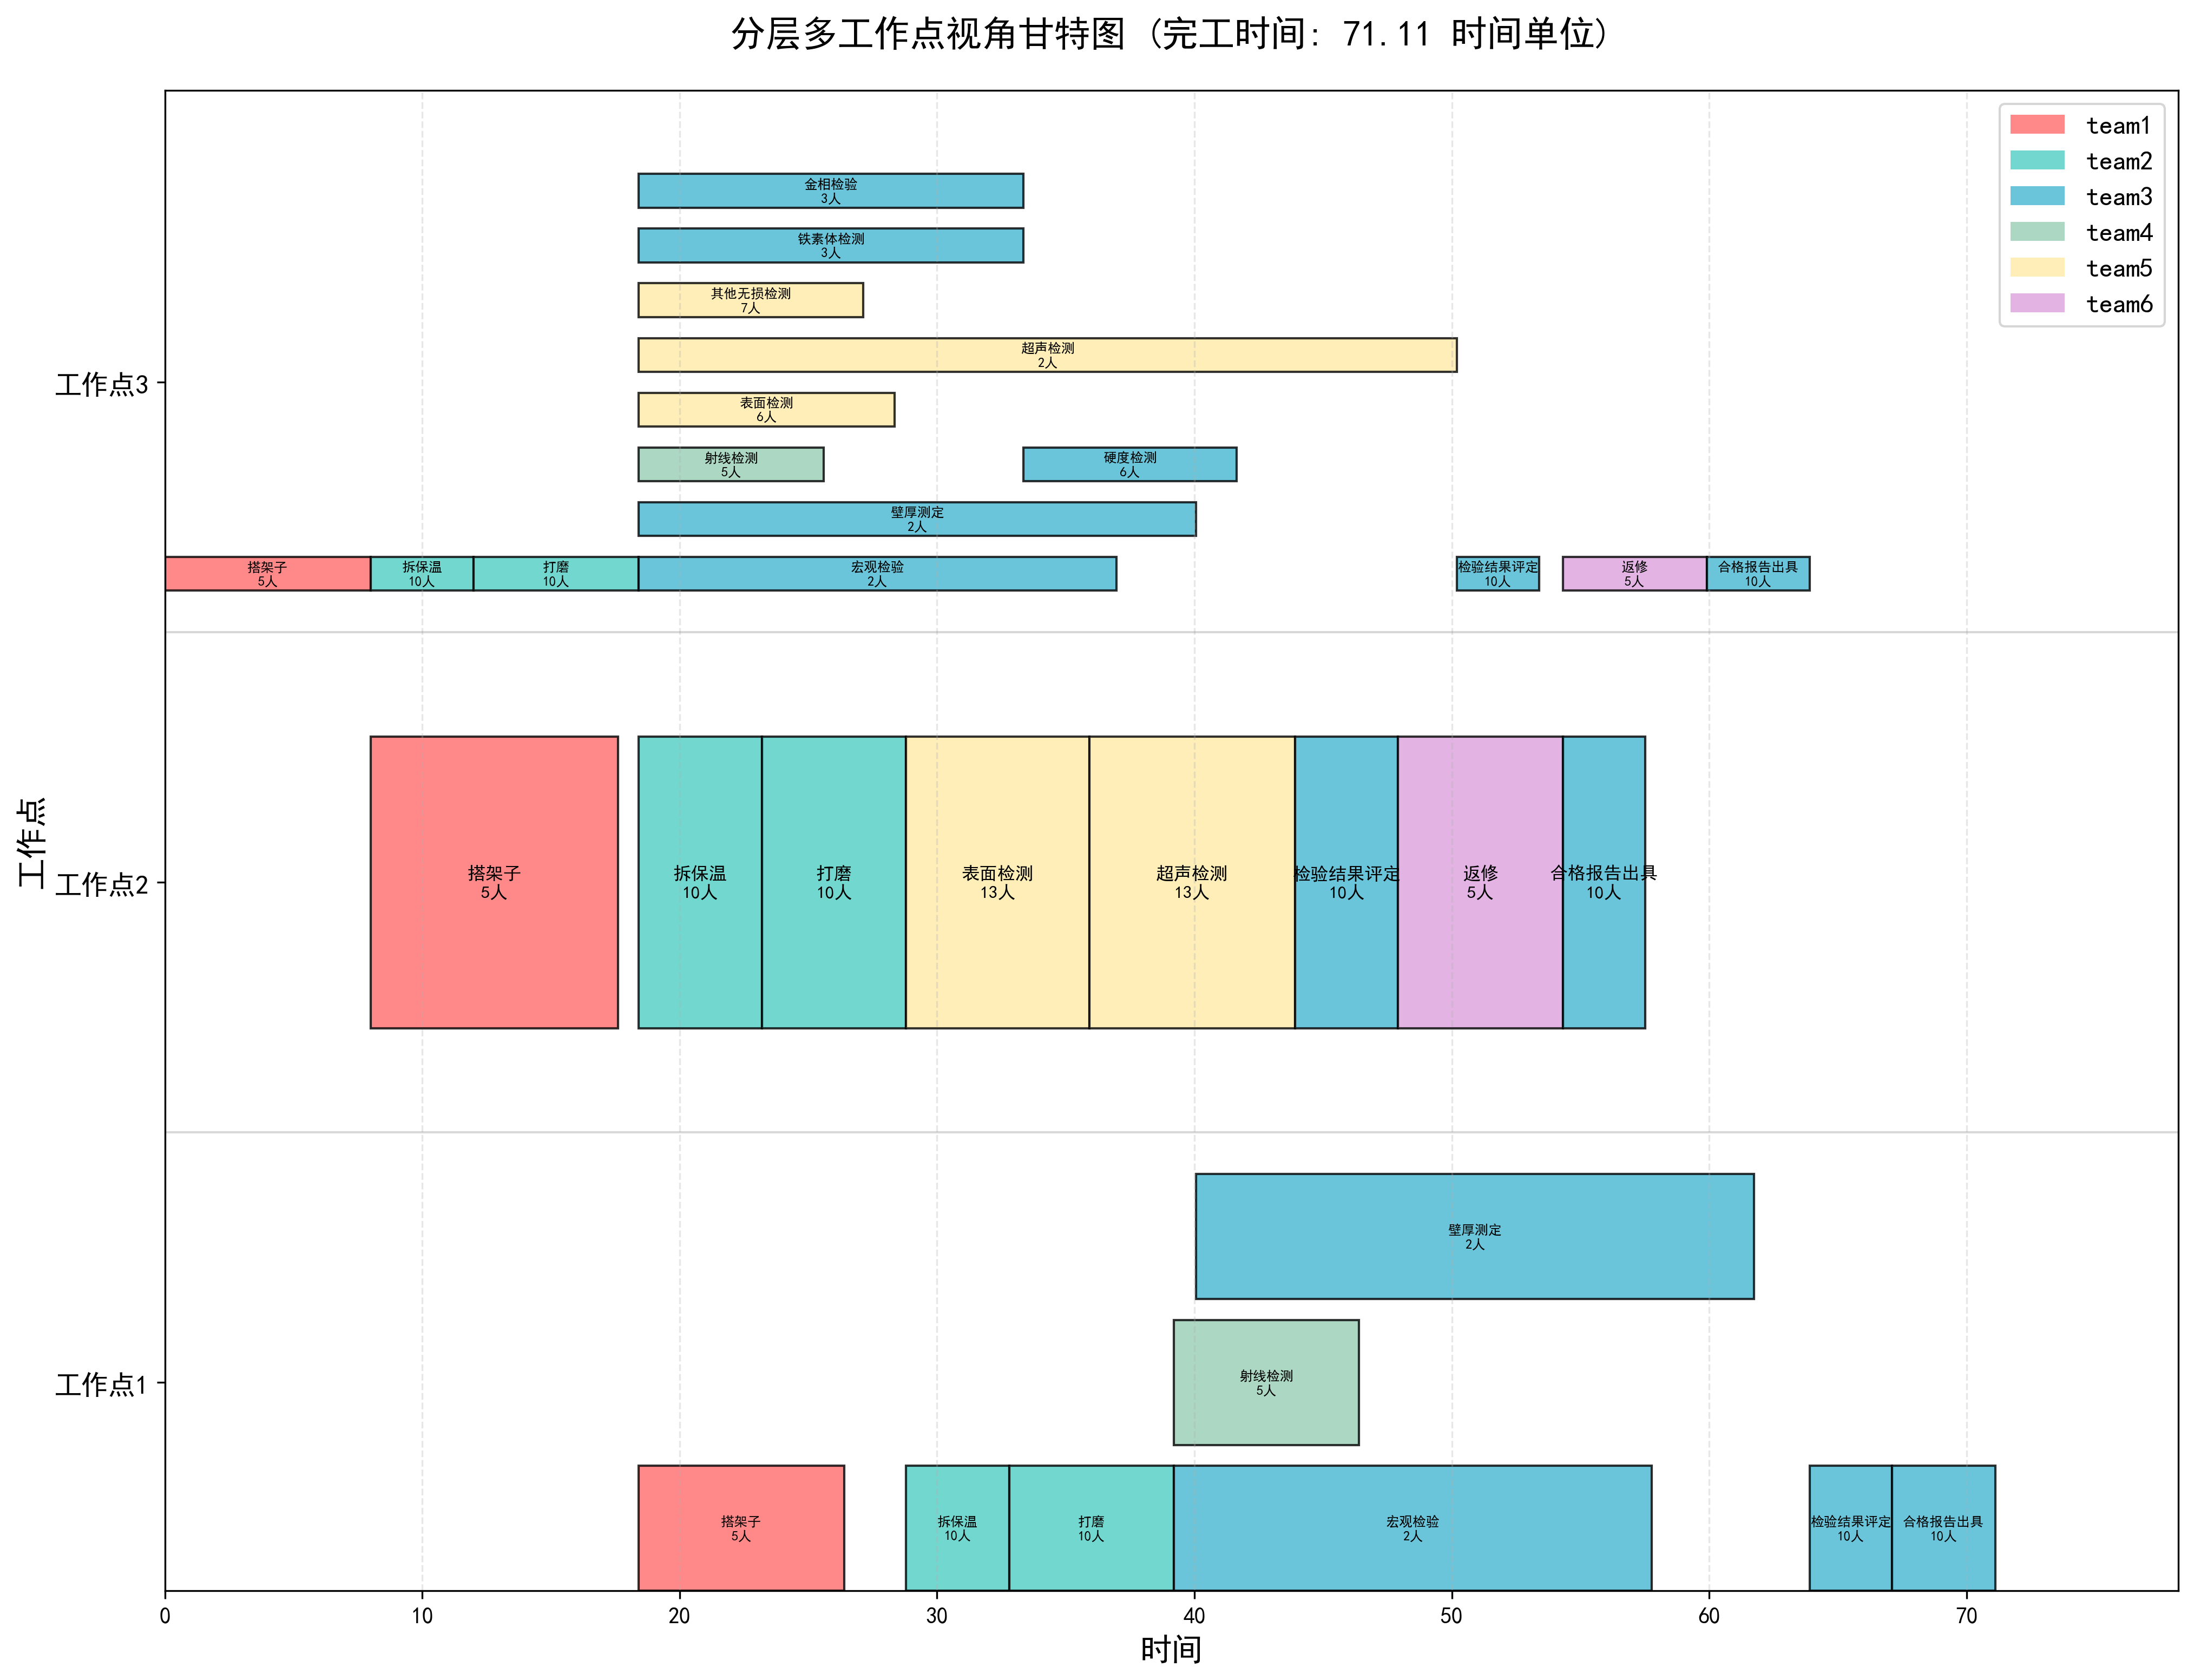 分层多工作点视角甘特图 (完工时间: 71.11 时间单位)
team1
team2
team3
team4
team5
team6
金相检验
3人
铁素体检测
3人
其他无损检测
7人
超声检测
2人
工作点3
表面检测
6人
射线检测
5人
硬度检测
6人
壁厚测定
2人
搭架子
5人
拆保温
10人
打磨
10人
宏观检验
2人
检验结果评定
10人
返修
5人
合格报告出具
10人
工作点
工作点2
搭架子
5人
拆保温
10人
打磨
10人
表面检测
13人
超声检测
13人
检验结果评定
10人
返修
5人
合格报告出具
10人
壁厚测定
2人
射线检测
5人
工作点1
搭架子
5人
拆保温
10人
打磨
10人
宏观检验
2人
检验结果评定
10人
合格报告出具
10人
0 10 20 30 40 50 60 70
时间